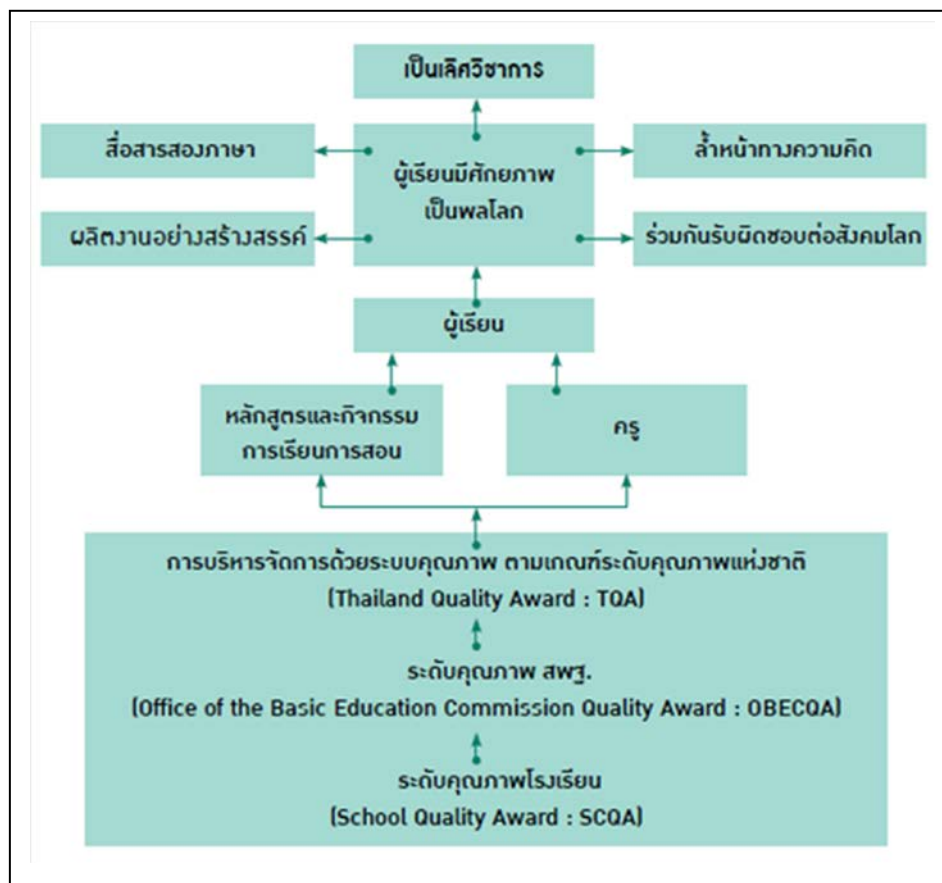 เป็นเลิศวิชาการ
สื่อสารสองภาษา
ล้ำหน้าทางความคิด
ผู้เรียนมีศักยภาพ
เป็นพลโลก
ผลิตงานอย่างสร้างสรรค์
ร่วมกันรับผิดชอบต่อสังคมโลก
ผู้เรียน
หลักสูตรและกิจกรรม
การเรียนการสอน
ครู
การบริหารจัดการด้วยระบบคุณภาพ ตามเกณฑ์ระดับคุณภาพแห่งชาติ
(Thailand Quality Award : TQA)
ระดับคุณภาพ สพฐ.
(Office of the Basic Education Commission Quality Award : OBECQA)
ระดับคุณภาพโรงเรียน
(School Quality Award : SCQA)